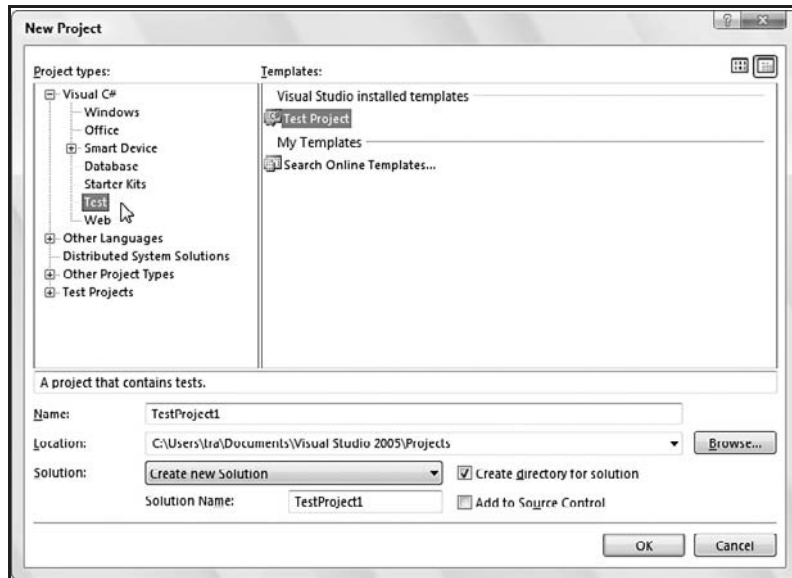 New Project
Project types:
Templates:
Visual C#
Windows
Office
Smart Device
Database
Starter Kits
Test
Web
Other Languages
Distributed System Solutions
Other Project Types
Test Projects
Visual Studio installed templates
Test Project
My Templates
Search Online Templates...
A project that contains tests.
Name: TestProject1
Location: C:\Users\tra\Documents\Visual Studio 2005\Projects Browse...
Solution: Create new Solution Create directory for solution
Solution Name: TestProject1 Add to Source Control
OK Cancel